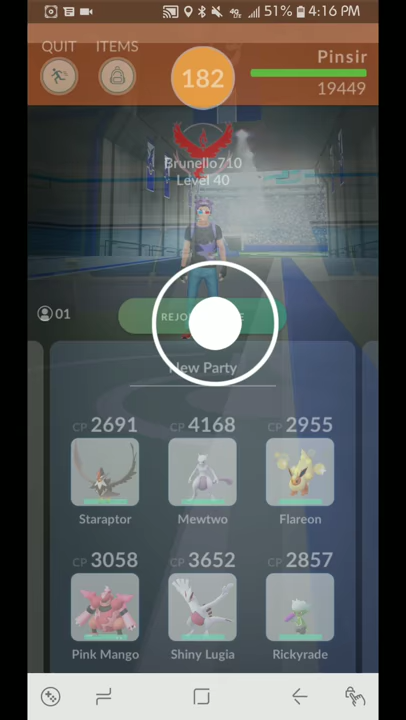 51% 4:16 PM
QUIT ITEMS
182
Pinsir
19449
Brunello710
Level 40
01
New Party
CP 2691 CP 4168 CP 2955
Staraptor Mewtwo Flareon
CP 3058 CP 3652 CP 2857
Pink Mango Shiny Lugia Rickyrade